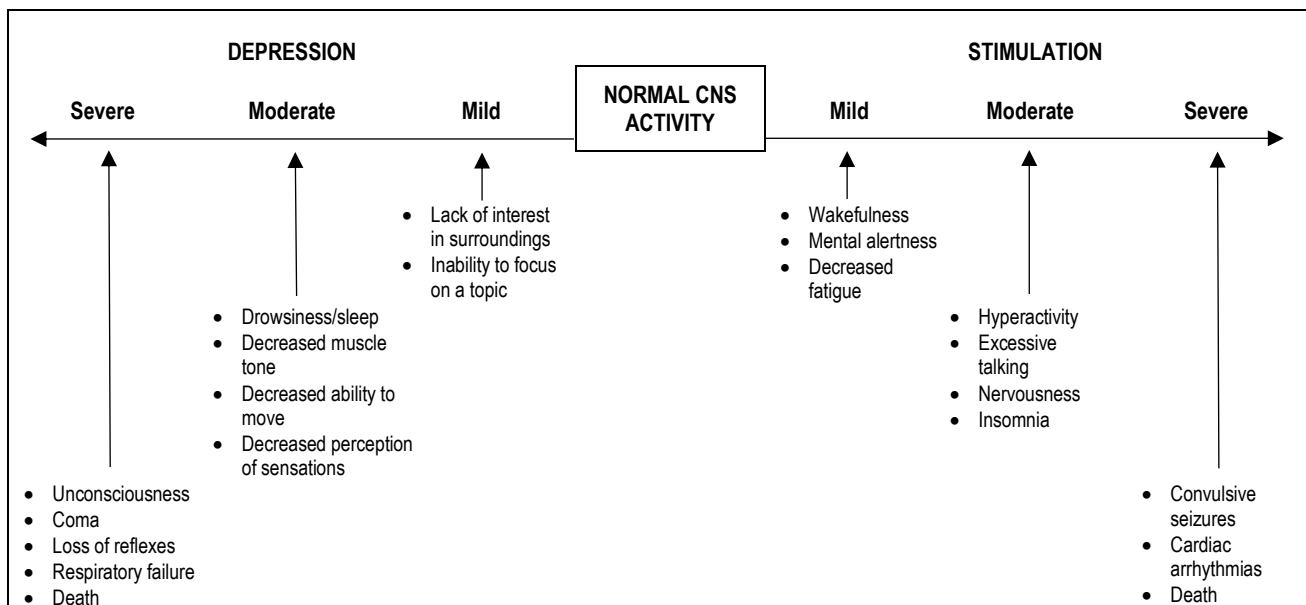 DEPRESSION
STIMULATION
NORMAL CNS
ACTIVITY
Severe
Moderate
Mild
Mild
Moderate
Severe
• Lack of interest
in surroundings
• Inability to focus
on a topic
• Wakefulness
• Mental alertness
• Decreased
fatigue
• Drowsiness/sleep
• Decreased muscle
tone
• Decreased ability to
move
• Decreased perception
of sensations
• Hyperactivity
• Excessive
talking
• Nervousness
• Insomnia
• Unconsciousness
• Coma
• Loss of reflexes
• Respiratory failure
• Death
• Convulsive
seizures
• Cardiac
arrhythmias
• Death